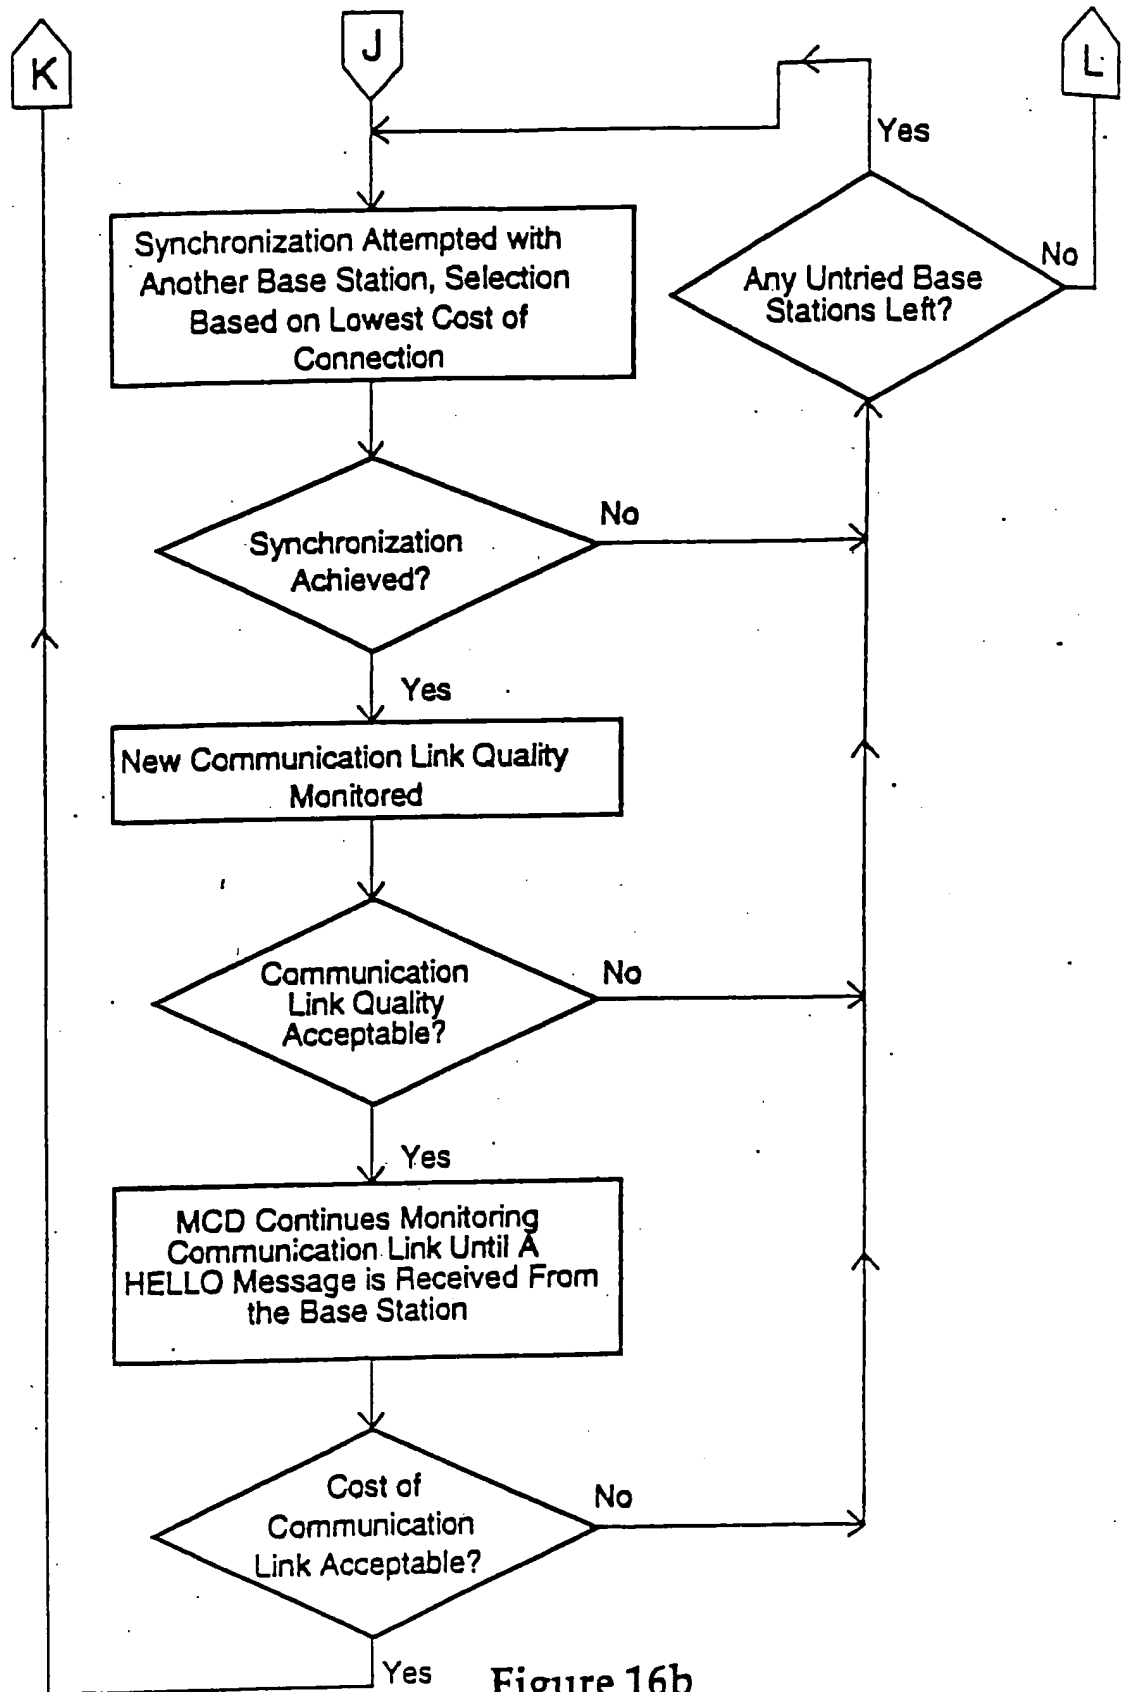 K
J
L
Yes
Synchronization Attempted with
Another Base Station, Selection
Based on Lowest Cost of
Connection
No
Any Untried Base
Stations Left?
No
Synchronization
Achieved?
Yes
New Communication Link Quality
Monitored
Communication
Link Quality
Acceptable?
No
Yes
MCD Continues Monitoring
Communication Link Until A
HELLO Message is Received From
the Base Station
Cost of
Communication
Link Acceptable?
No
Yes
Figure 16b